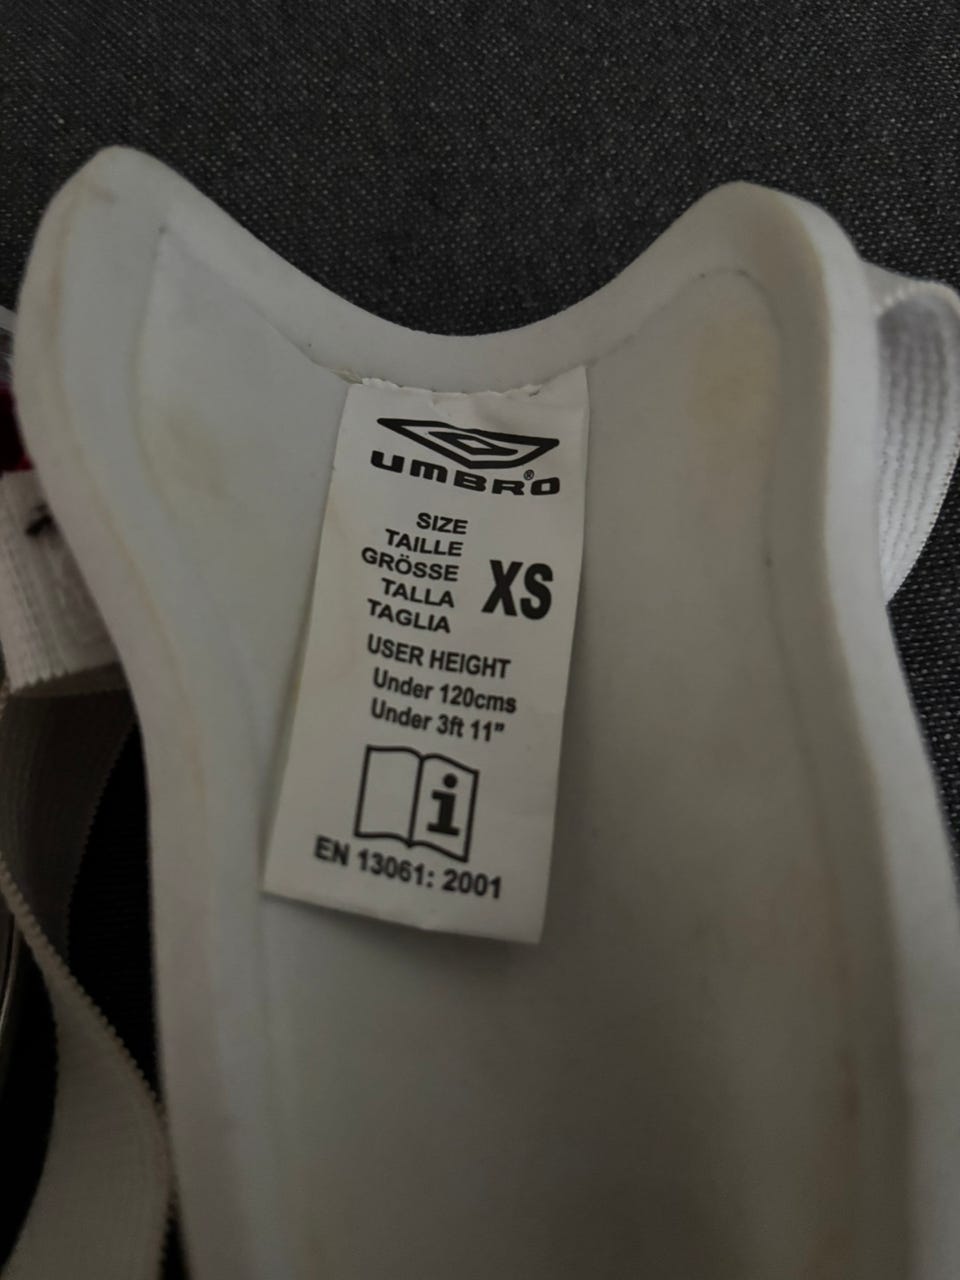 UMBRO®
SIZE
TAILLE
GRÖSSE
TALLA
TAGLIA
XS
USER HEIGHT
Under 120cms
Under 3ft 11”
i
EN 13061: 2001